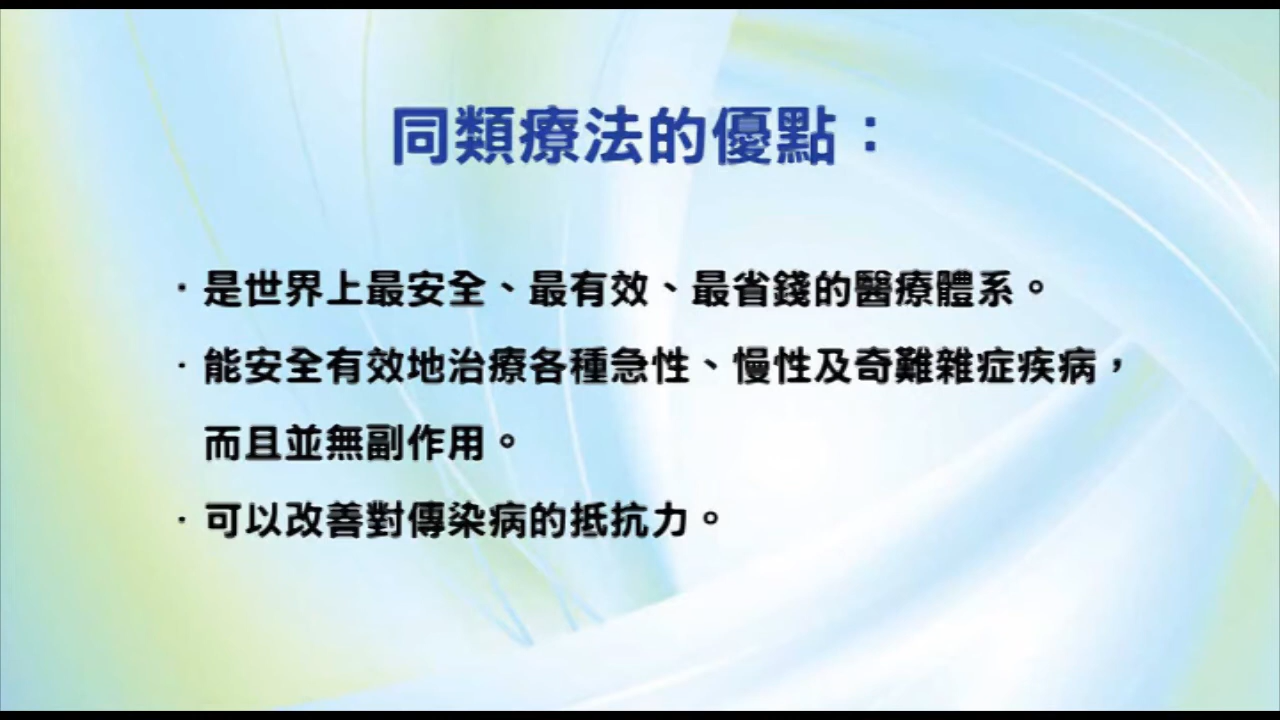 同類療法的優點：
·是世界上最安全、最有效、最省錢的醫療體系。
·能安全有效地治療各種急性、慢性及奇難雜症疾病，
而且並無副作用。
·可以改善對傳染病的抵抗力。